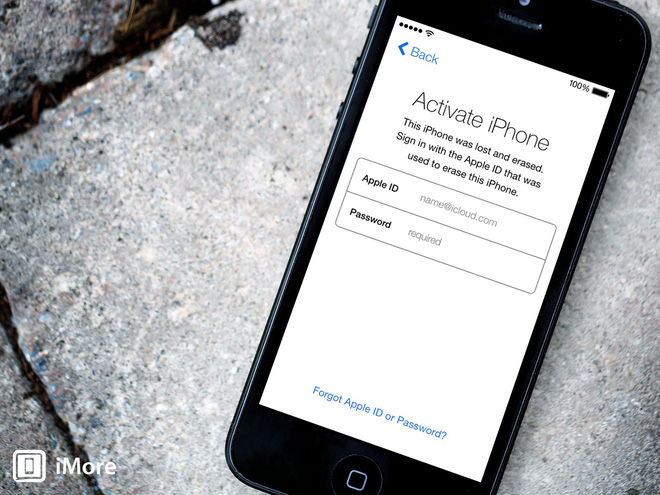 Back
100%
Activate iPhone
This iPhone was lost and erased.
Sign in with the Apple ID that was
used to erase this iPhone.
Apple ID name@icloud.com
Password required
Forgot Apple ID or Password?
iMore